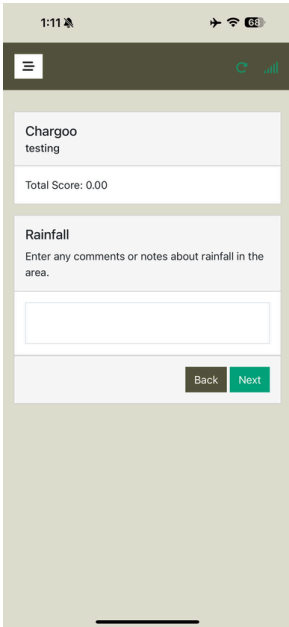 1:11
68
Chargoo
testing
Total Score: 0.00
Rainfall
Enter any comments or notes about rainfall in the
area.
Back Next